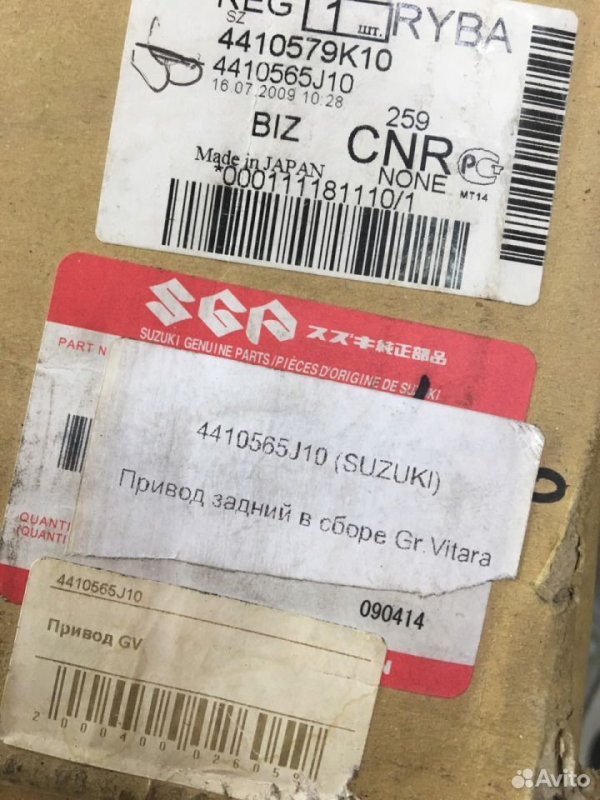 REG 1 шт. RYBA
SZ
4410579K10
4410565J10
16.07.2009 10:28
259
BIZ CNR
Made in JAPAN NONE
РС
MT14
*000111181110/1
SGP スズキ純正部品
SUZUKI GENUINE PARTS/PIÈCES D'ORIGINE DE SUZUKI
PART N
4410565J10 (SUZUKI)
Привод задний в сборе Gr.Vitara
QUANTI
(QUANTI
090414
4410565J10
Привод GV
Avito